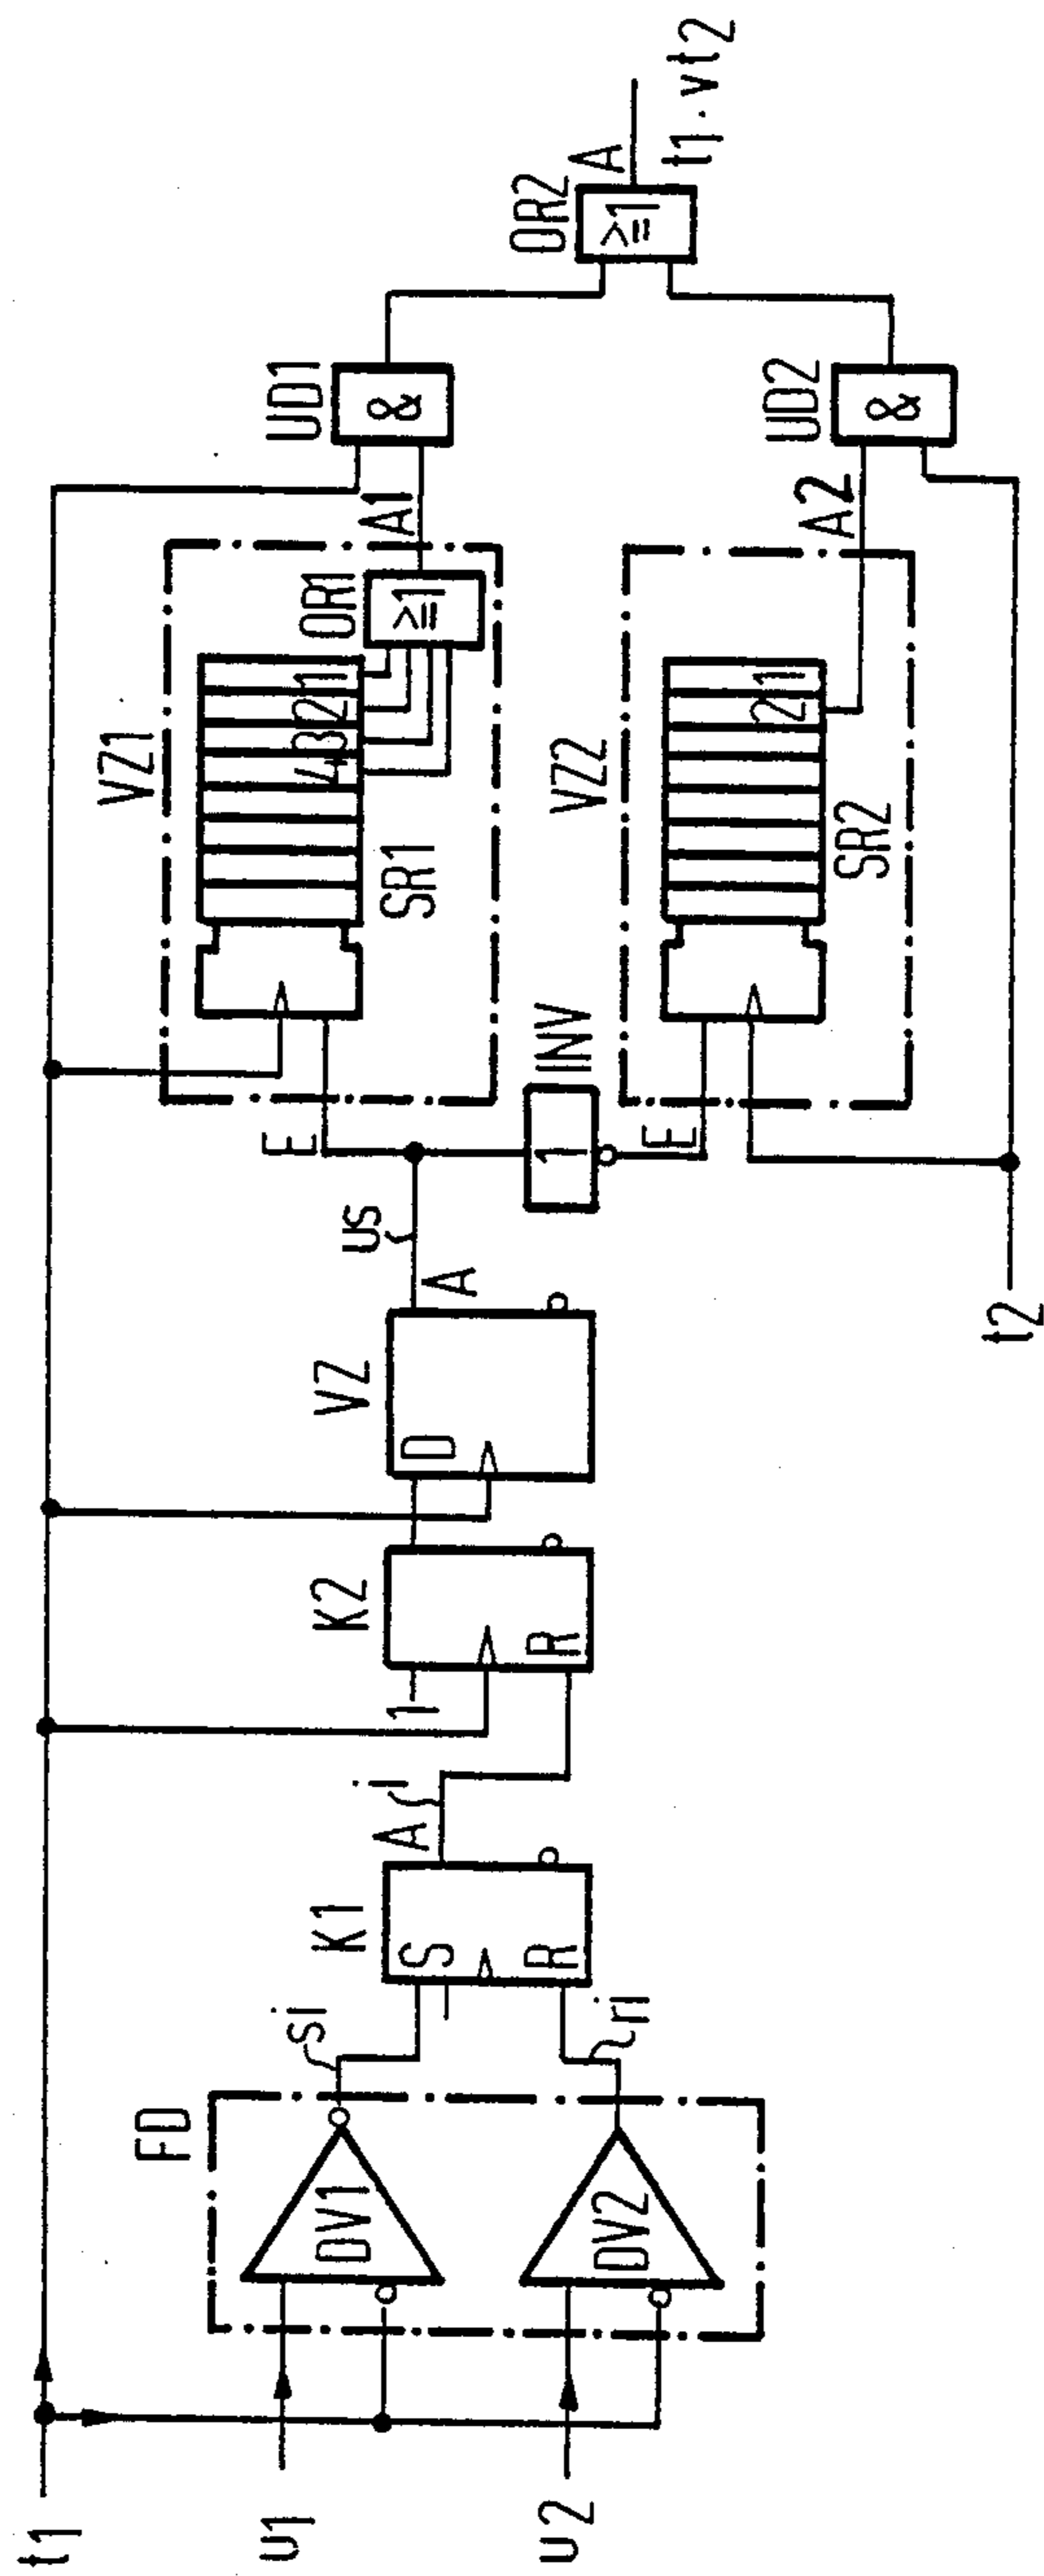 t1
u1
u2
FD
DV1
DV2
si
ri
K1
S
R
A
i
K2
1
R
VZ
D
A
us
E
INV
1
E
VZ1
SR1
4 3 2 1
OR1
≥1
A1
VZ2
SR2
2 1
A2
t2
UD1
&
UD2
&
OR2
≥1
A
t1 . vt2